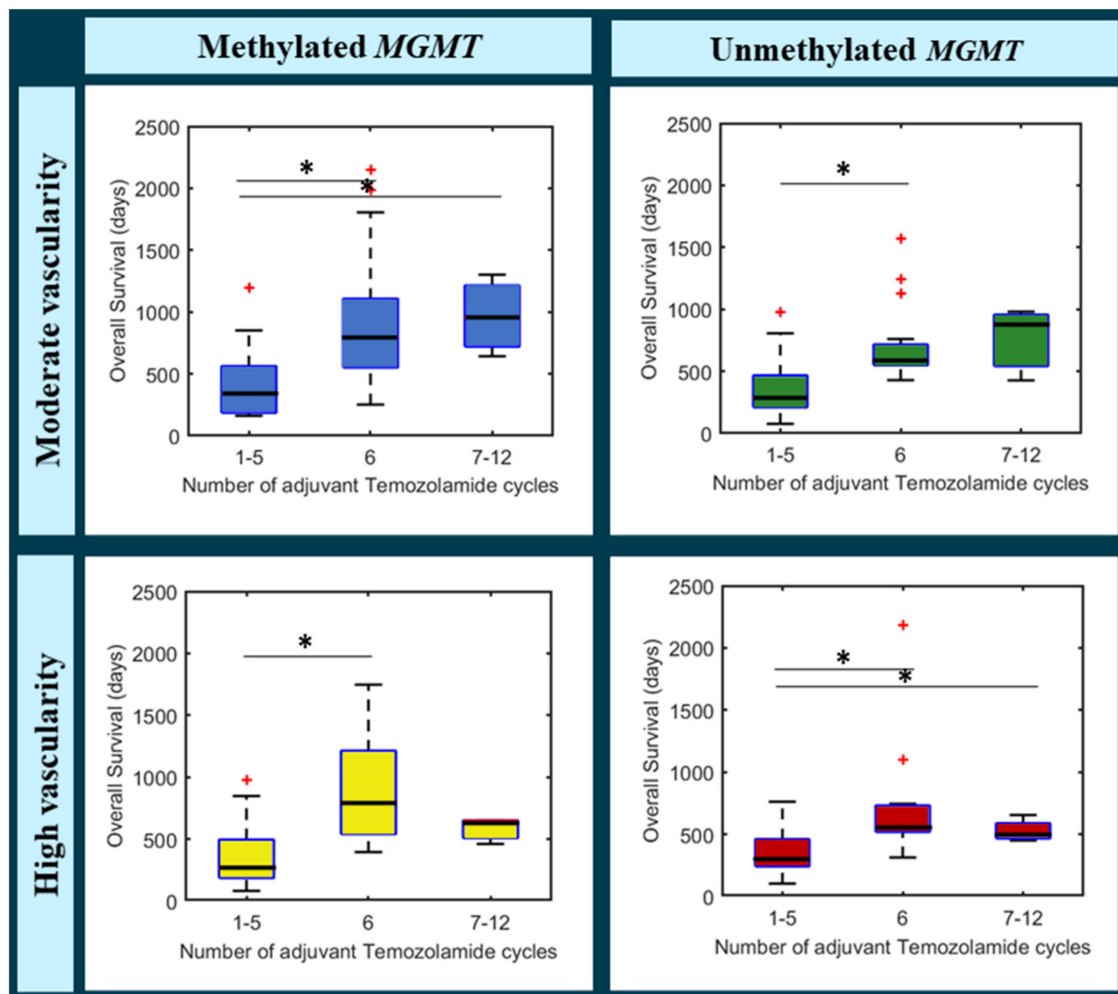 Methylated MGMT
Unmethylated MGMT
Moderate vascularity
2500
2000
1500
1000
500
0
Overall Survival (days)
* *
1-5 6 7-12
Number of adjuvant Temozolamide cycles
2500
2000
1500
1000
500
0
Overall Survival (days)
*
1-5 6 7-12
Number of adjuvant Temozolamide cycles
High vascularity
2500
2000
1500
1000
500
0
Overall Survival (days)
*
1-5 6 7-12
Number of adjuvant Temozolamide cycles
2500
2000
1500
1000
500
0
Overall Survival (days)
* *
1-5 6 7-12
Number of adjuvant Temozolamide cycles